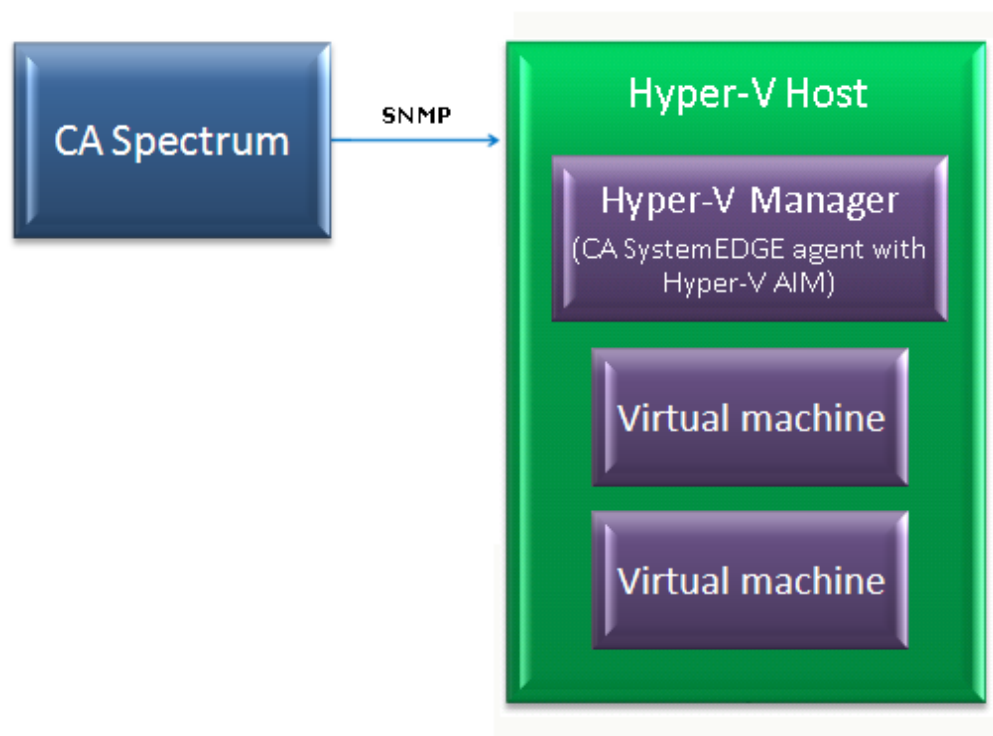 CA Spectrum
SNMP
Hyper-V Host
Hyper-V Manager
(CA SystemEDGE agent with
Hyper-V AIM)
Virtual machine
Virtual machine